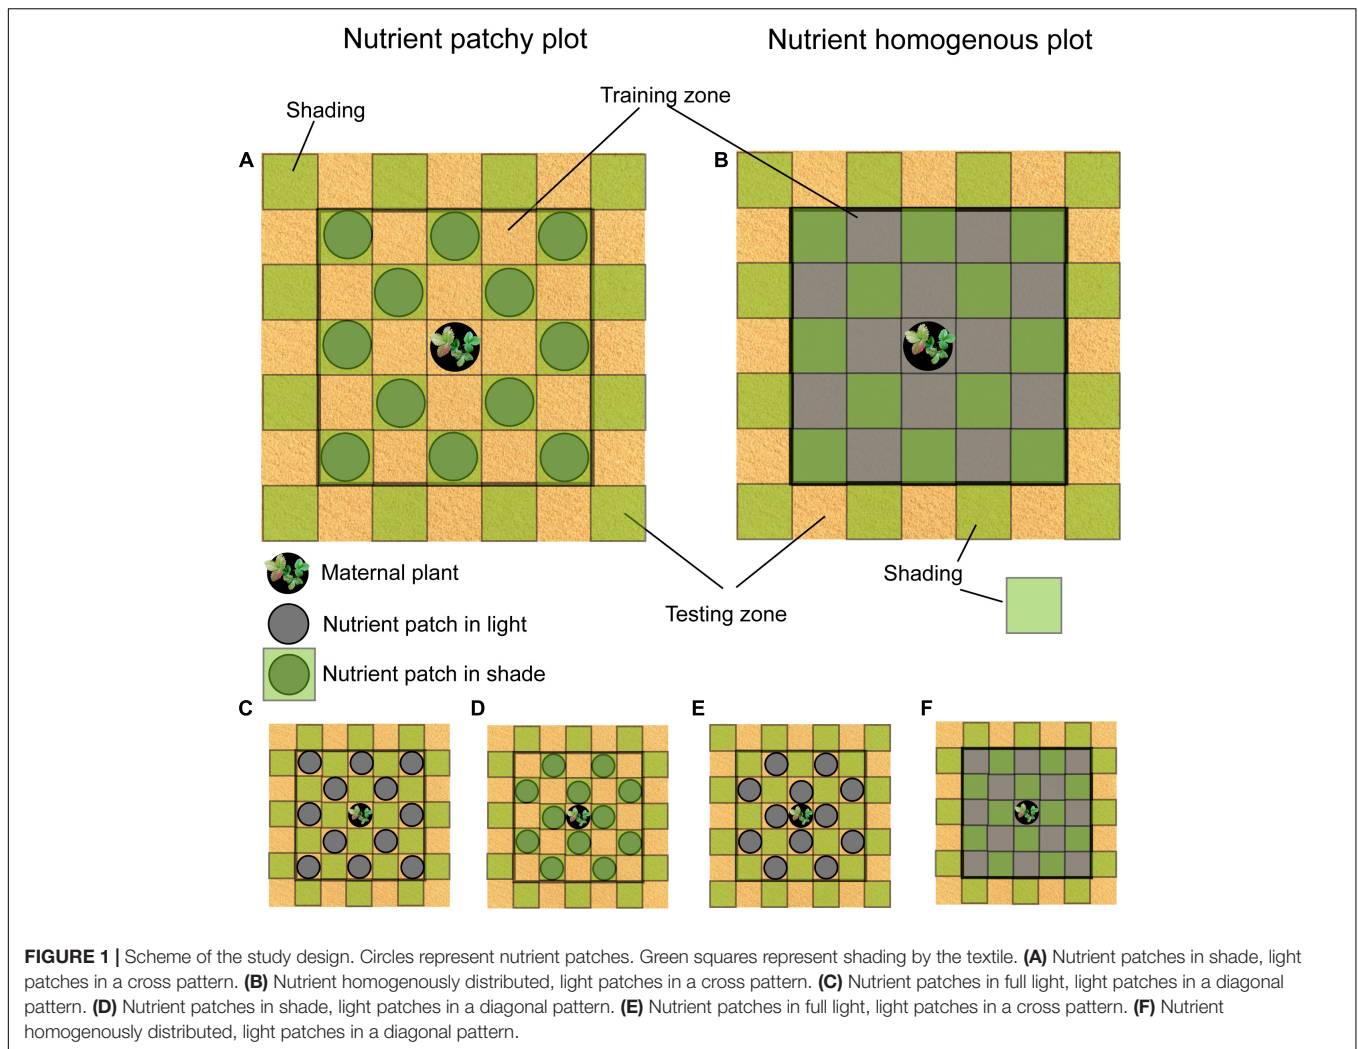 Nutrient patchy plot
Nutrient homogenous plot
Shading
Training zone
A
B
Maternal plant
Nutrient patch in light
Nutrient patch in shade
Testing zone
Shading
C
D
E
F
FIGURE 1 | Scheme of the study design. Circles represent nutrient patches. Green squares represent shading by the textile. (A) Nutrient patches in shade, light
patches in a cross pattern. (B) Nutrient homogenously distributed, light patches in a cross pattern. (C) Nutrient patches in full light, light patches in a diagonal
pattern. (D) Nutrient patches in shade, light patches in a diagonal pattern. (E) Nutrient patches in full light, light patches in a cross pattern. (F) Nutrient
homogenously distributed, light patches in a diagonal pattern.